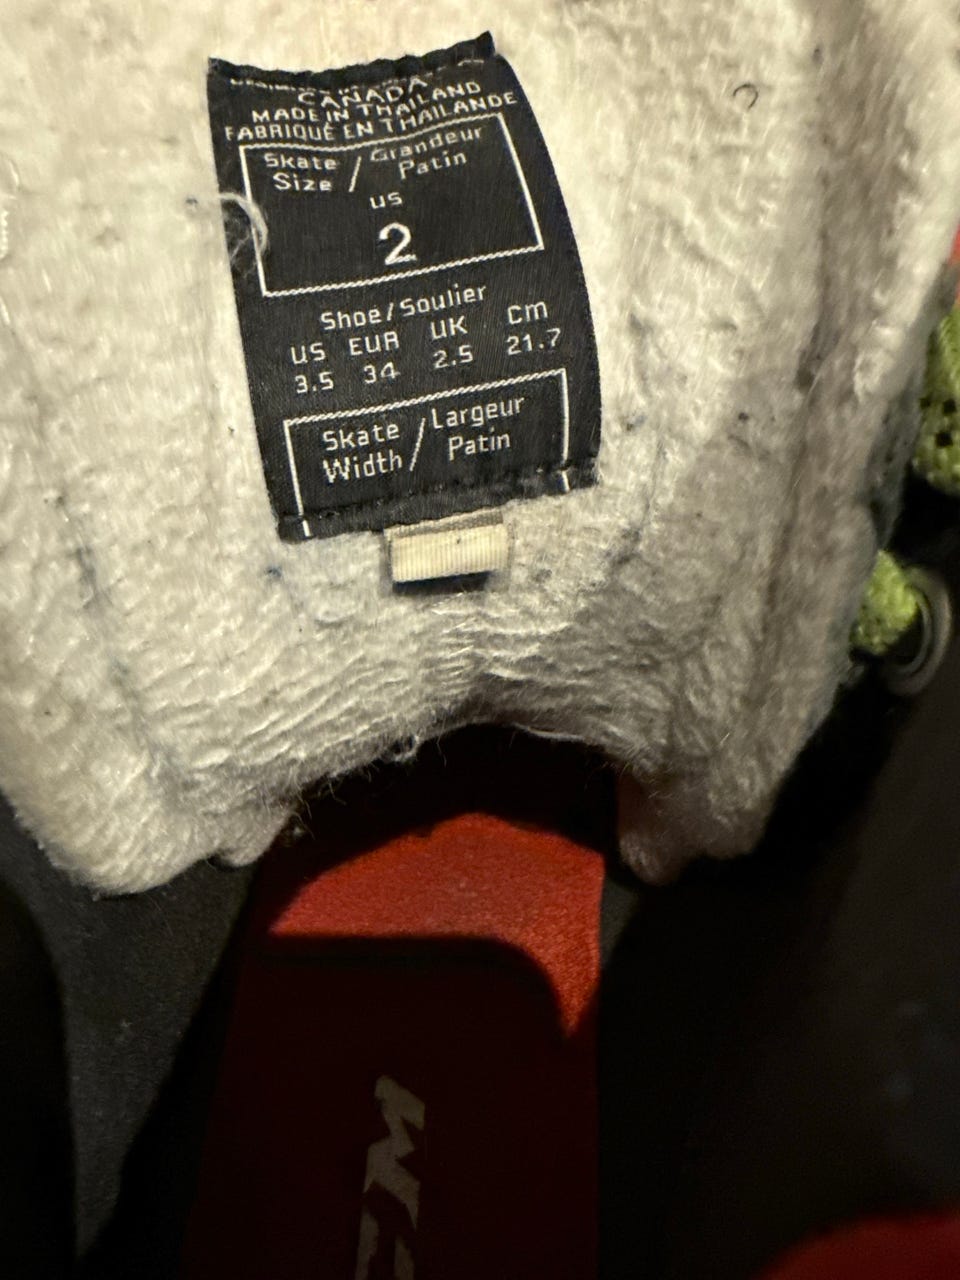 CANADA
MADE IN THAILAND
FABRIQUÉ EN THAILANDE
Skate Size / Grandeur Patin
US
2
Shoe/Soulier
US EUR UK Cm
3.5 34 2.5 21.7
Skate Width / Largeur Patin